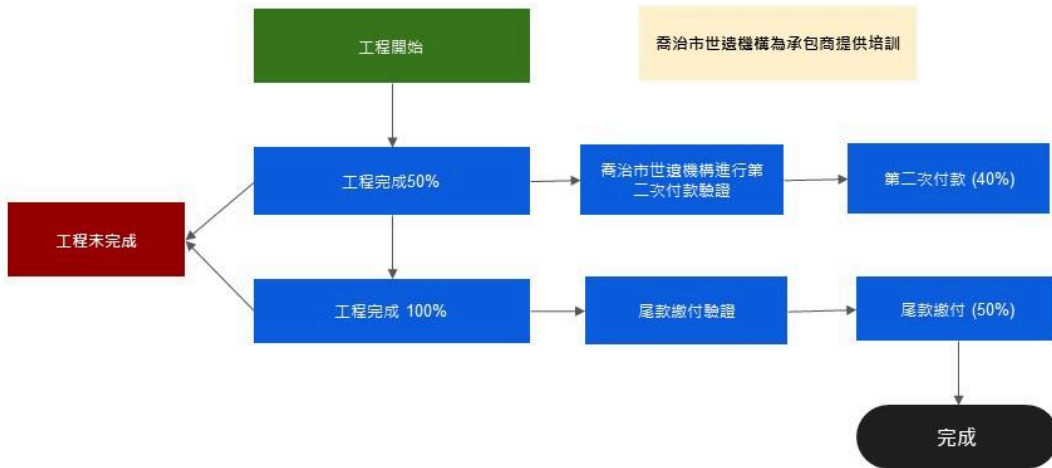 工程開始
喬治市世遺機構為承包商提供培訓
工程完成50%
喬治市世遺機構進行第
二次付款驗證
第二次付款 (40%)
工程未完成
工程完成 100%
尾款繳付驗證
尾款繳付 (50%)
完成